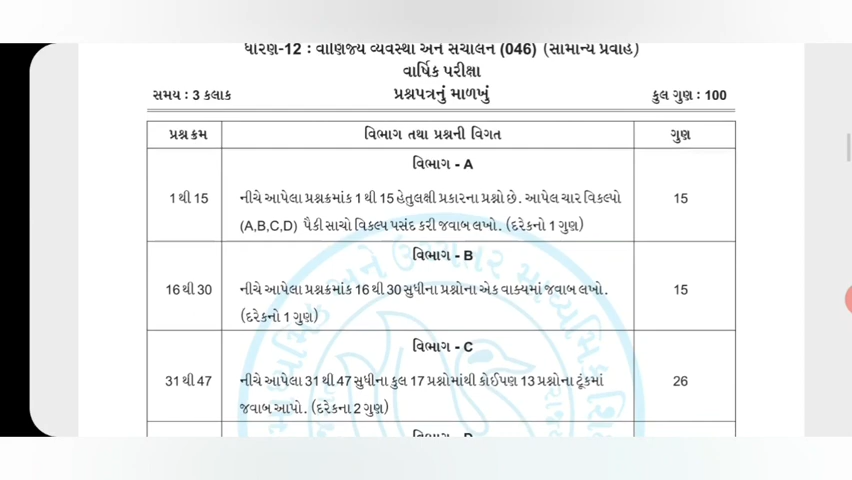 ધોરણ-12 : વાણિજ્ય વ્યવસ્થા અને સંચાલન (046) (સામાન્ય પ્રવાહ)
વાર્ષિક પરીક્ષા
સમય : 3 કલાક પ્રશ્નપત્રનું માળખું કુલ ગુણ : 100
પ્રશ્નક્રમ વિભાગ તથા પ્રશ્નની વિગત ગુણ
વિભાગ - A
1 થી 15 નીચે આપેલા પ્રશ્નક્રમાંક 1 થી 15 હેતુલક્ષી પ્રકારના પ્રશ્નો છે. આપેલ ચાર વિકલ્પો 15
(A,B,C,D) પૈકી સાચો વિકલ્પ પસંદ કરી જવાબ લખો. (દરેકનો 1 ગુણ)
વિભાગ - B
16 થી 30 નીચે આપેલા પ્રશ્નક્રમાંક 16 થી 30 સુધીના પ્રશ્નોના એક વાક્યમાં જવાબ લખો. 15
(દરેકનો 1 ગુણ)
વિભાગ - C
31 થી 47 નીચે આપેલા 31 થી 47 સુધીના કુલ 17 પ્રશ્નોમાંથી કોઈપણ 13 પ્રશ્નોના ટૂંકમાં 26
જવાબ આપો. (દરેકના 2 ગુણ)
વિભાગ - D